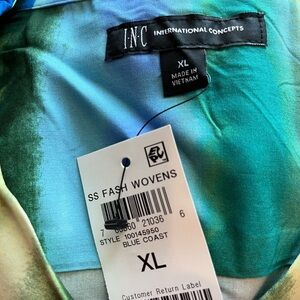 I·N·C INTERNATIONAL CONCEPTS
XL
MADE IN
VIETNAM
SS FASH WOVENS
7 21036 6
STYLE 100145950
BLUE COAST
XL
Customer Return Label